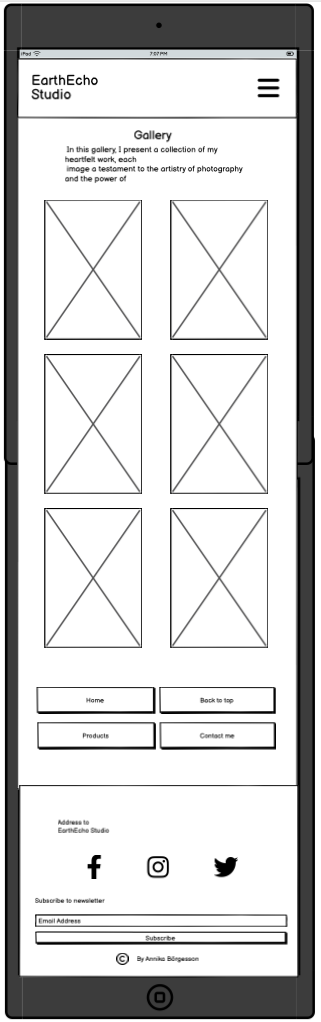 iPad
7:07 PM
EarthEcho
Studio
Gallery
In this gallery, I present a collection of my
heartfelt work, each
image a testament to the artistry of photography
and the power of
Home
Back to top
Products
Contact me
Address to
EarthEcho Studio
Subscribe to newsletter
Email Address
Subscribe
© By Annika Börgesson